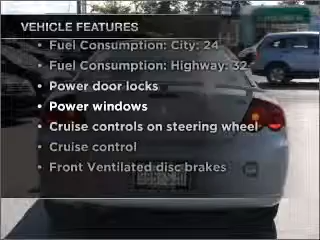 VEHICLE FEATURES
• Fuel Consumption: City: 24
• Fuel Consumption: Highway: 32
• Power door locks
• Power windows
• Cruise controls on steering wheel
• Cruise control
• Front Ventilated disc brakes